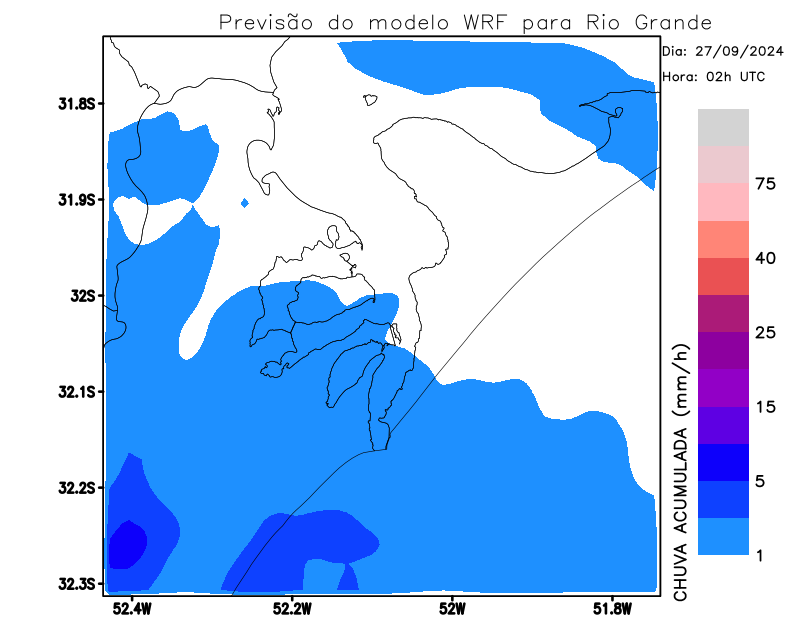 Previsão do modelo WRF para Rio Grande
Dia: 27/09/2024
Hora: 02h UTC
31.8S
31.9S
32S
32.1S
32.2S
32.3S
52.4W
52.2W
52W
51.8W
75
40
25
15
5
1
CHUVA ACUMULADA (mm/h)